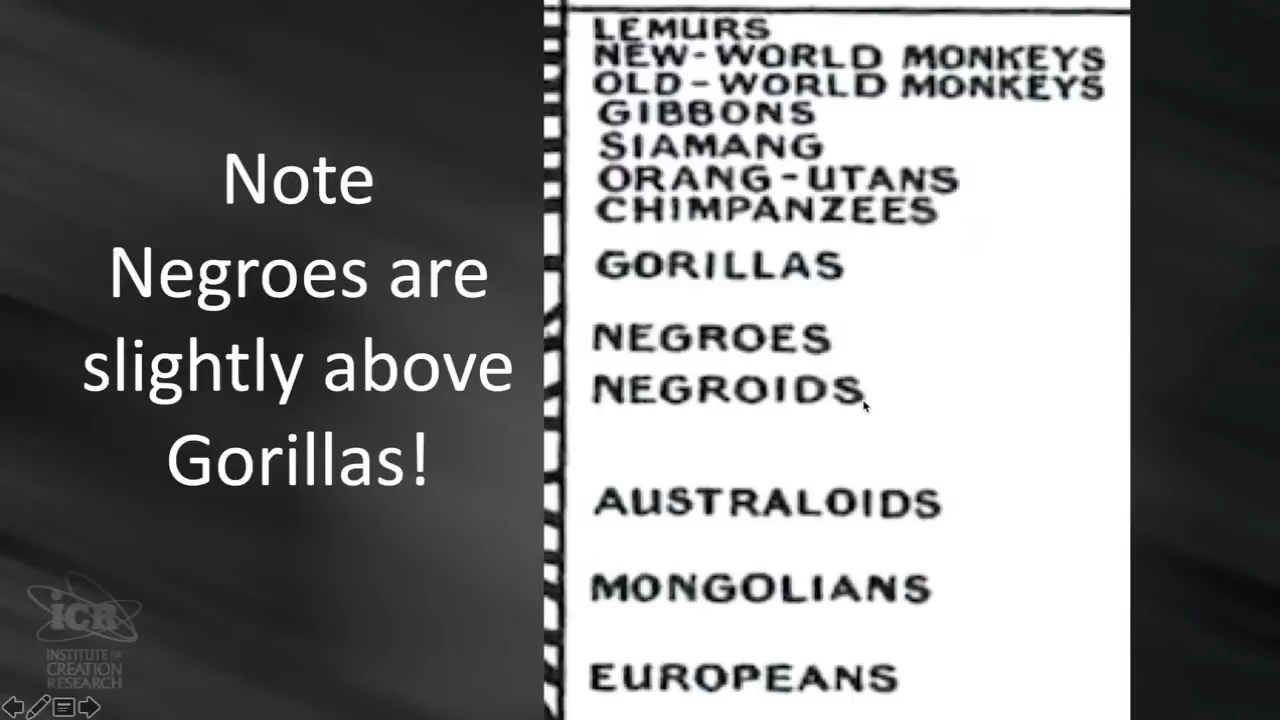 Note
Negroes are
slightly above
Gorillas!
LEMURS
NEW-WORLD MONKEYS
OLD-WORLD MONKEYS
GIBBONS
SIAMANG
ORANG-UTANS
CHIMPANZEES
GORILLAS
NEGROES
NEGROIDS
AUSTRALOIDS
MONGOLIANS
EUROPEANS
iCR
INSTITUTE for
CREATION
RESEARCH